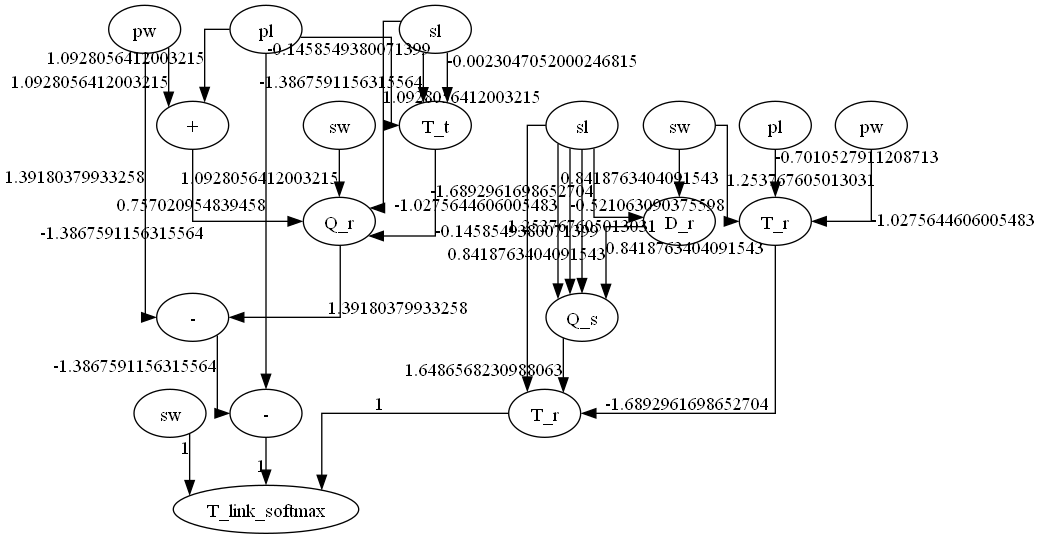 pw
pl
sl
1.0928056412003215
-0.1458549380071399
-0.0023047052000246815
1.0928056412003215
-1.3867591156315564
1.0928056412003215
+
sw
T_t
sl
sw
pl
pw
-0.7010527911208713
1.39180379933258
1.0928056412003215
0.8418763404091543
1.253767605013031
-1.6892961698652704
0.757020954839458
-1.0275644606005483
-0.521063090375598
Q_r
D_r
T_r
-1.0275644606005483
-1.3867591156315564
-0.1458549380071399
1.253767605013031
0.8418763404091543
0.8418763404091543
1.39180379933258
-
Q_s
-1.3867591156315564
1.6486568230988063
sw
-
1
T_r
-1.6892961698652704
1
1
T_link_softmax